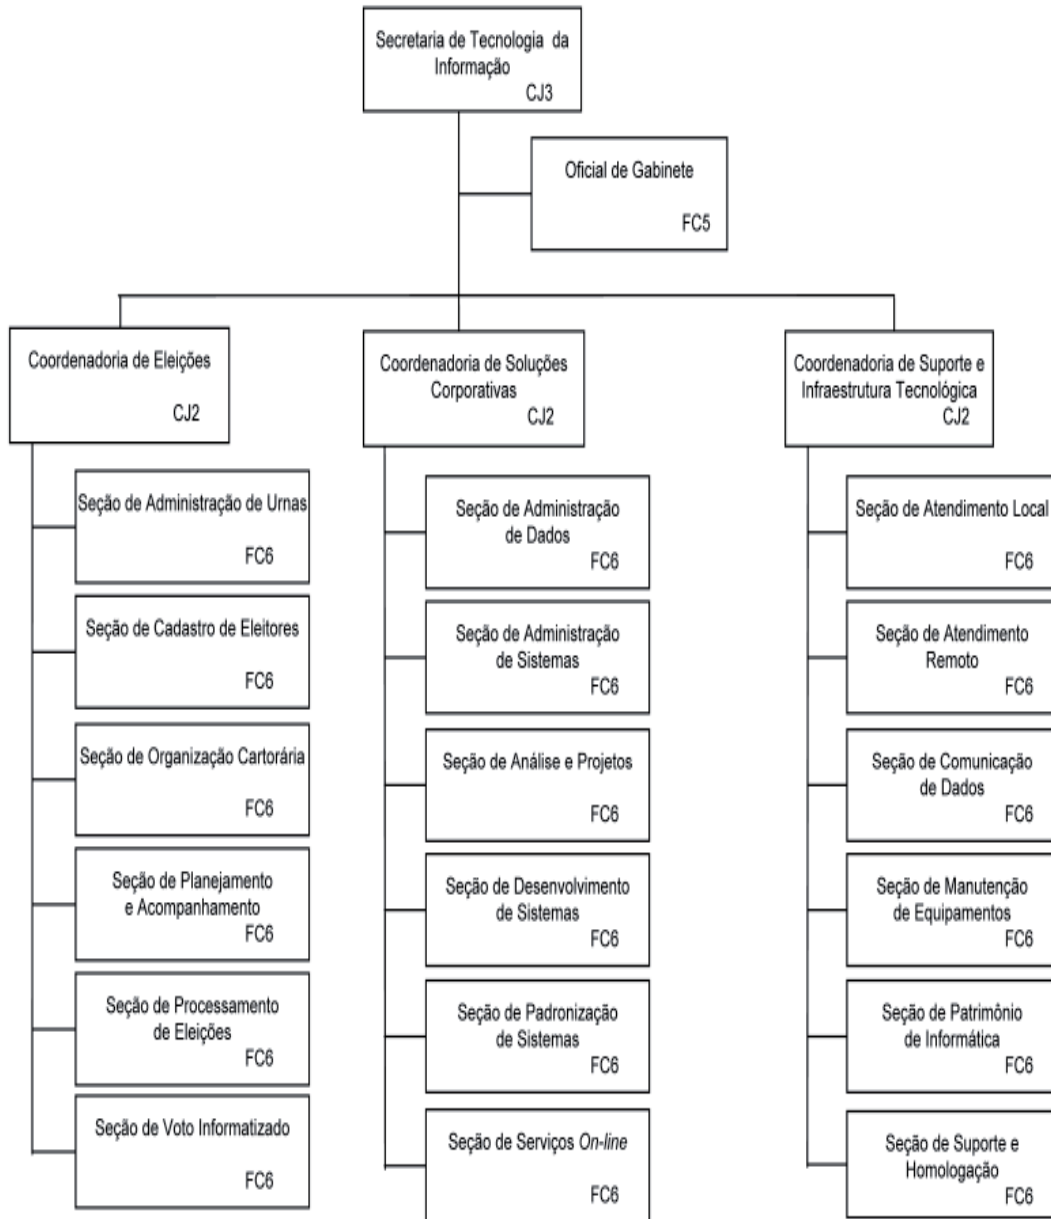 Secretaria de Tecnologia da
Informação
CJ3
Oficial de Gabinete
FC5
Coordenadoria de Eleições
CJ2
Seção de Administração de Urnas
FC6
Seção de Cadastro de Eleitores
FC6
Seção de Organização Cartorária
FC6
Seção de Planejamento
e Acompanhamento
FC6
Seção de Processamento
de Eleições
FC6
Seção de Voto Informatizado
FC6
Coordenadoria de Soluções
Corporativas
CJ2
Seção de Administração
de Dados
FC6
Seção de Administração
de Sistemas
FC6
Seção de Análise e Projetos
FC6
Seção de Desenvolvimento
de Sistemas
FC6
Seção de Padronização
de Sistemas
FC6
Seção de Serviços On-line
FC6
Coordenadoria de Suporte e
Infraestrutura Tecnológica
CJ2
Seção de Atendimento Local
FC6
Seção de Atendimento
Remoto
FC6
Seção de Comunicação
de Dados
FC6
Seção de Manutenção
de Equipamentos
FC6
Seção de Patrimônio
de Informática
FC6
Seção de Suporte e
Homologação
FC6